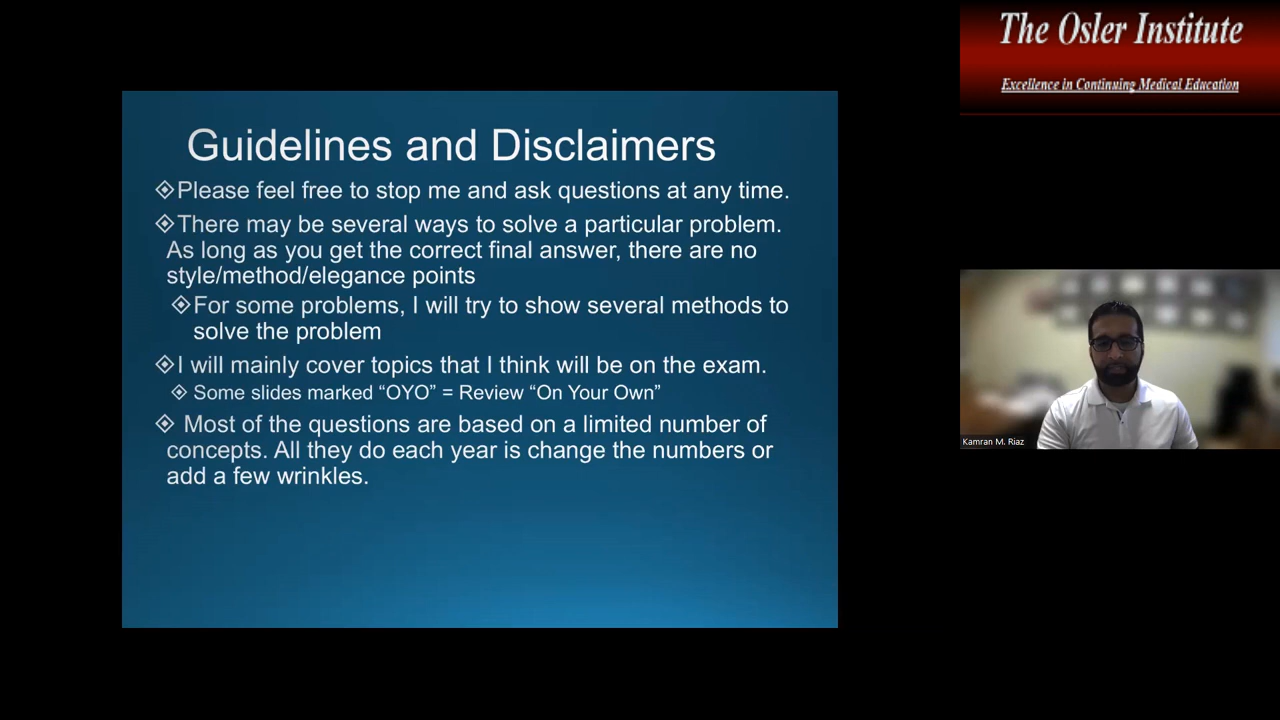 The Osler Institute
Excellence in Continuing Medical Education
Guidelines and Disclaimers
Please feel free to stop me and ask questions at any time.
There may be several ways to solve a particular problem.
As long as you get the correct final answer, there are no
style/method/elegance points
For some problems, I will try to show several methods to
solve the problem
I will mainly cover topics that I think will be on the exam.
Some slides marked “OYO” = Review “On Your Own”
Most of the questions are based on a limited number of
concepts. All they do each year is change the numbers or
add a few wrinkles.
Kamran M. Riaz